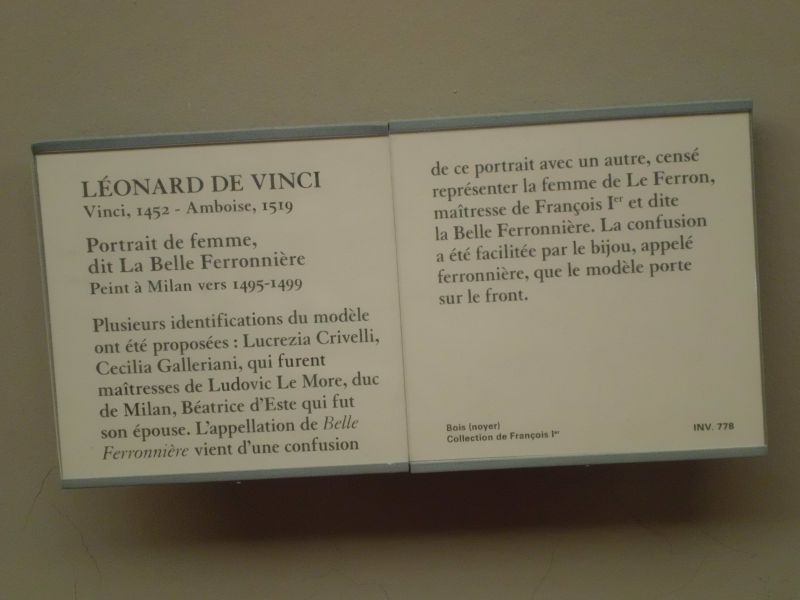 LÉONARD DE VINCI
Vinci, 1452 - Amboise, 1519
Portrait de femme,
dit La Belle Ferronnière
Peint à Milan vers 1495-1499
Plusieurs identifications du modèle
ont été proposées : Lucrezia Crivelli,
Cecilia Galleriani, qui furent
maîtresses de Ludovic Le More, duc
de Milan, Béatrice d'Este qui fut
son épouse. L'appellation de Belle
Ferronnière vient d'une confusion
de ce portrait avec un autre, censé
représenter la femme de Le Ferron,
maîtresse de François Ier et dite
la Belle Ferronnière. La confusion
a été facilitée par le bijou, appelé
ferronnière, que le modèle porte
sur le front.
Bois (noyer)
Collection de François Ier
INV. 778